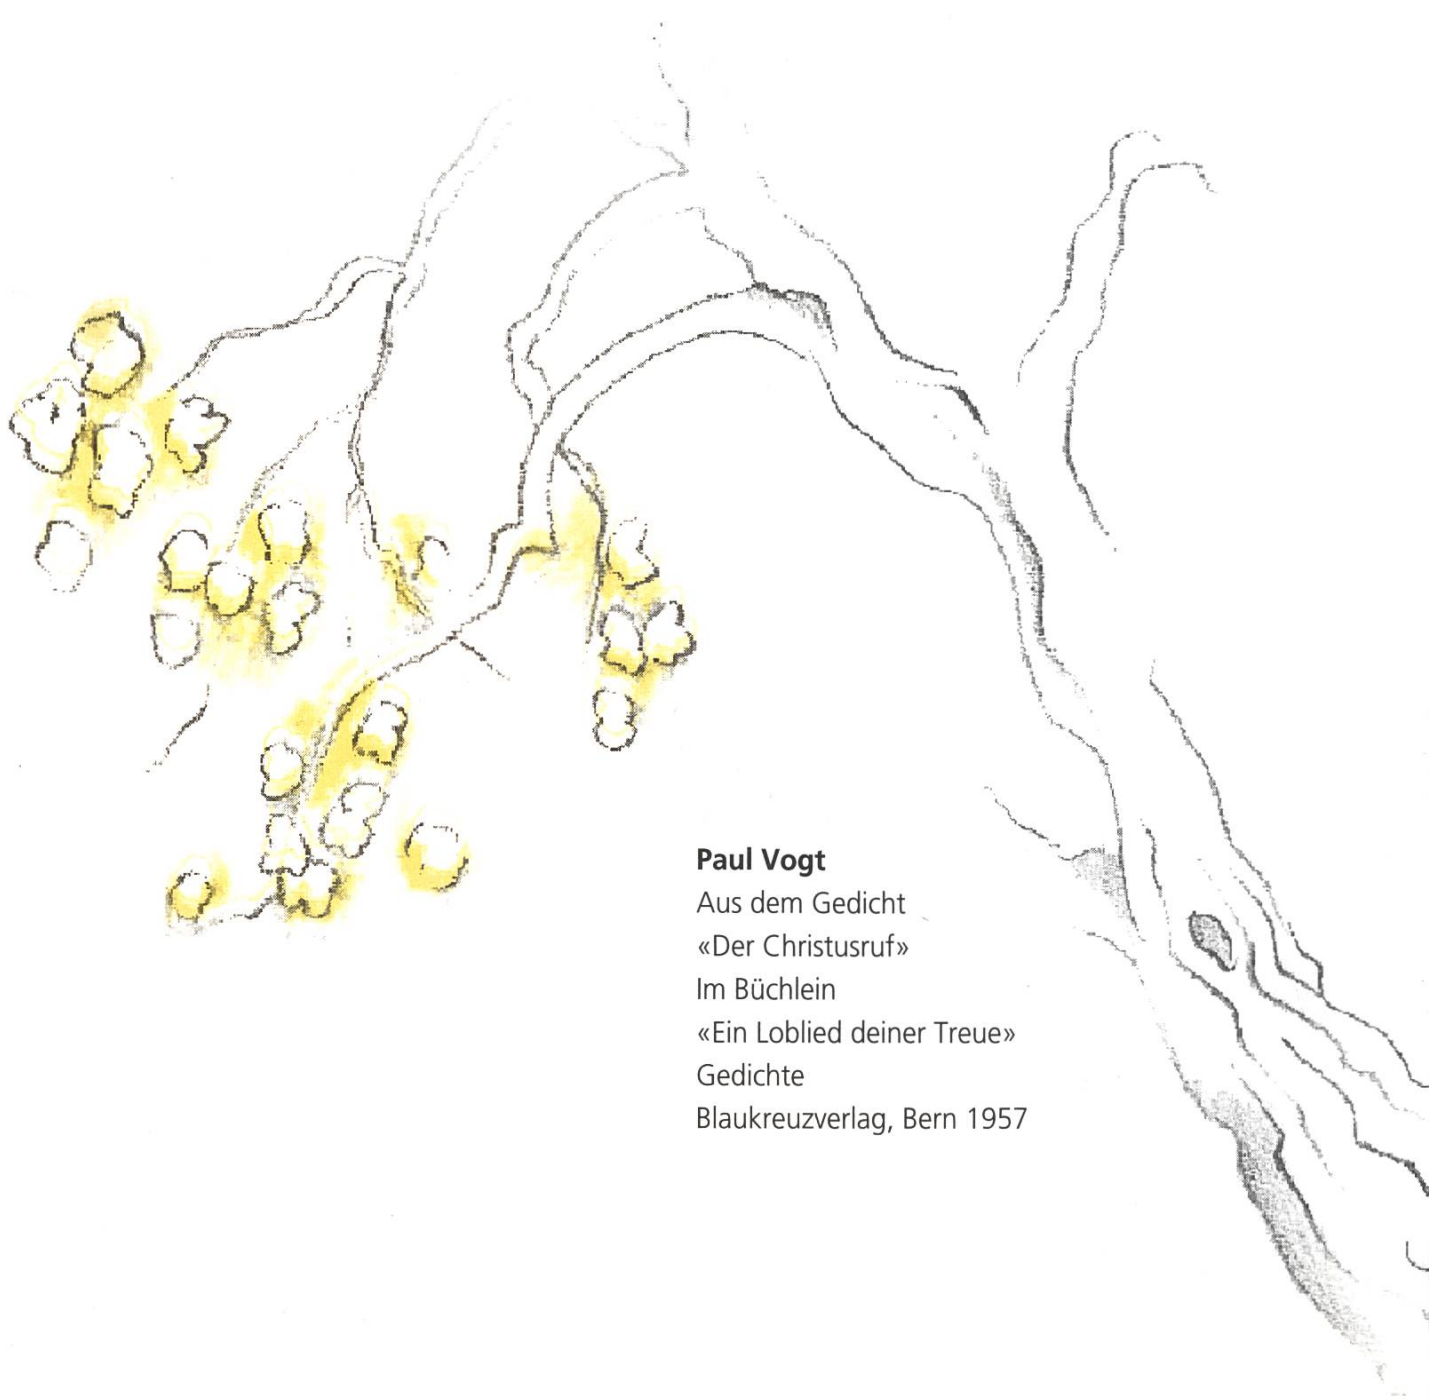 Paul Vogt
Aus dem Gedicht
«Der Christusruf»
Im Büchlein
«Ein Loblied deiner Treue»
Gedichte
Blaukreuzverlag, Bern 1957